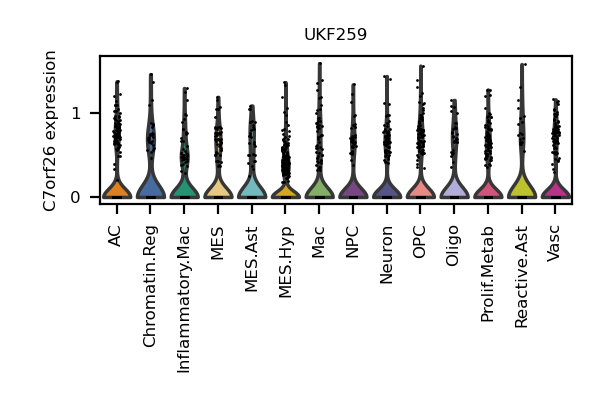 UKF259
C7orf26 expression
1
0
AC
Chromatin.Reg
Inflammatory.Mac
MES
MES.Ast
MES.Hyp
Mac
NPC
Neuron
OPC
Oligo
Prolif.Metab
Reactive.Ast
Vasc